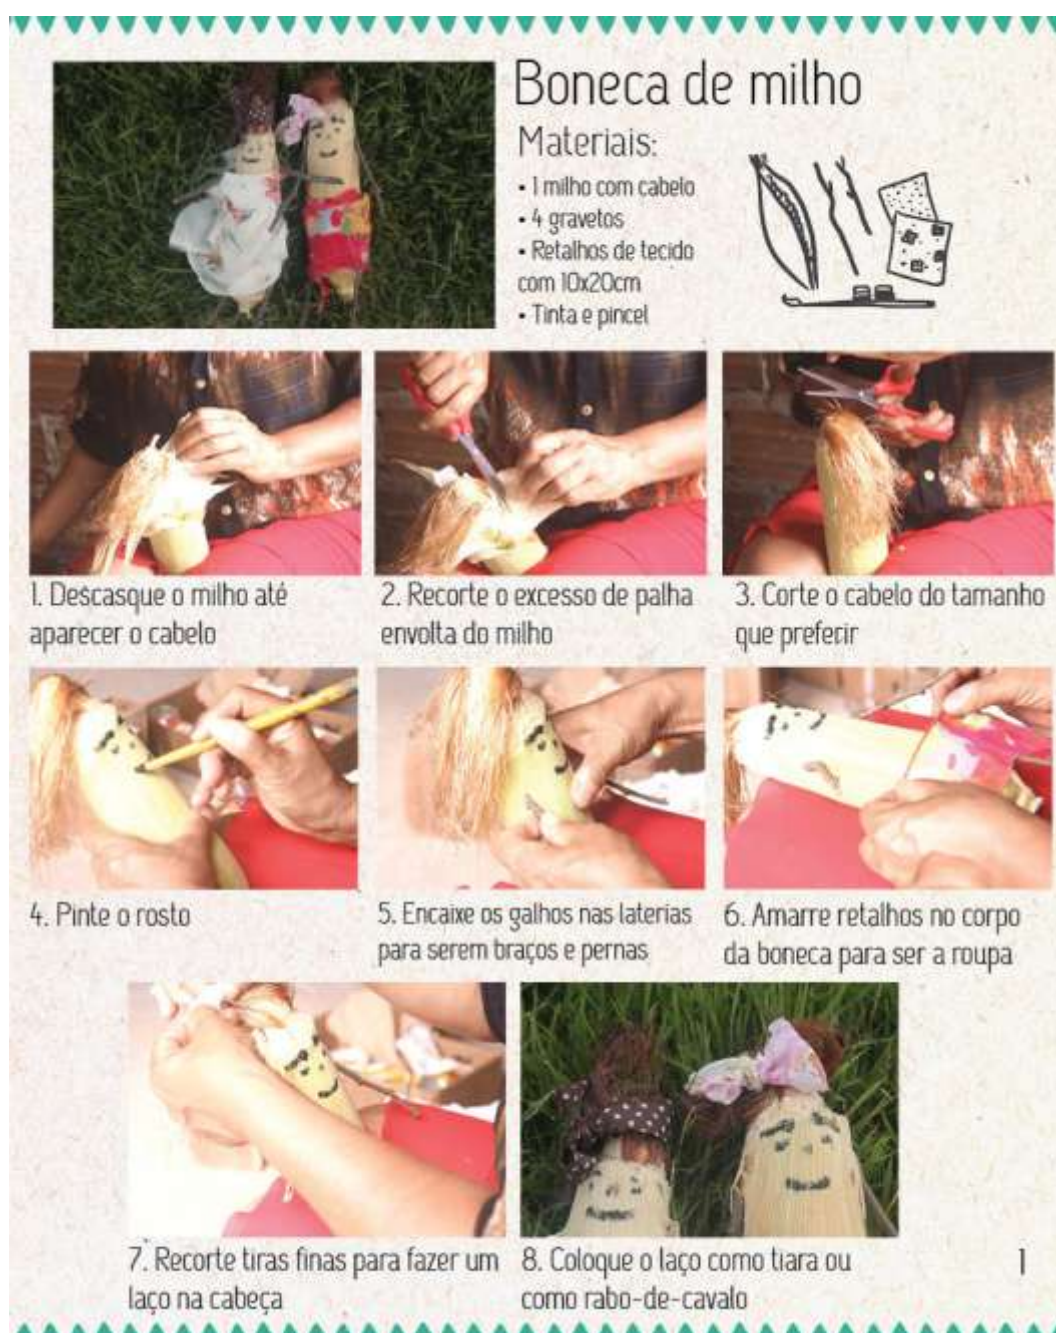 Boneca de milho
Materiais:
• 1 milho com cabelo
• 4 gravetos
• Retalhos de tecido
com 10x20cm
• Tinta e pincel
1. Descasque o milho até
aparecer o cabelo
2. Recorte o excesso de palha
envolta do milho
3. Corte o cabelo do tamanho
que preferir
4. Pinte o rosto
5. Encaixe os galhos nas laterias
para serem braços e pernas
6. Amarre retalhos no corpo
da boneca para ser a roupa
7. Recorte tiras finas para fazer um
laço na cabeça
8. Coloque o laço como tiara ou
como rabo-de-cavalo
1